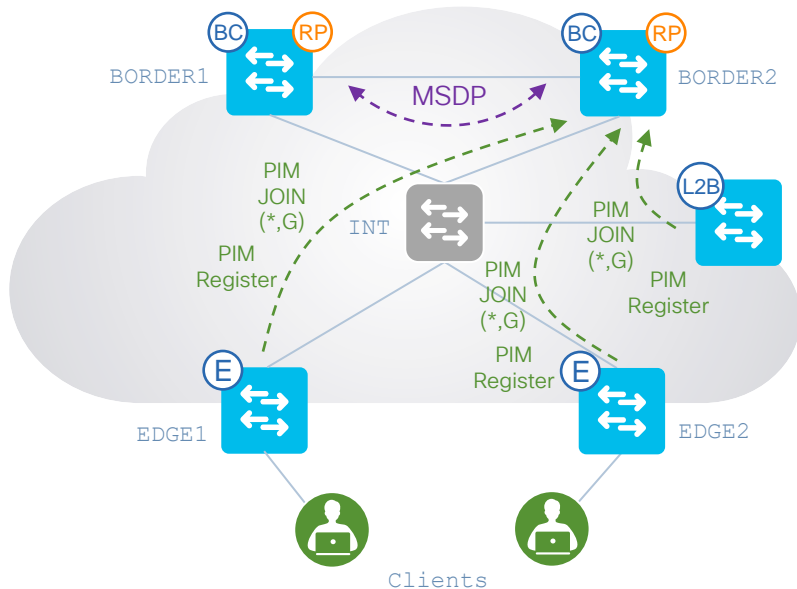 BC
RP
BC
RP
BORDER1
BORDER2
MSDP
PIM
JOIN
(*,G)
PIM
Register
INT
L2B
PIM
JOIN
(*,G)
PIM
Register
PIM
JOIN
(*,G)
PIM
Register
E
E
EDGE1
EDGE2
Clients